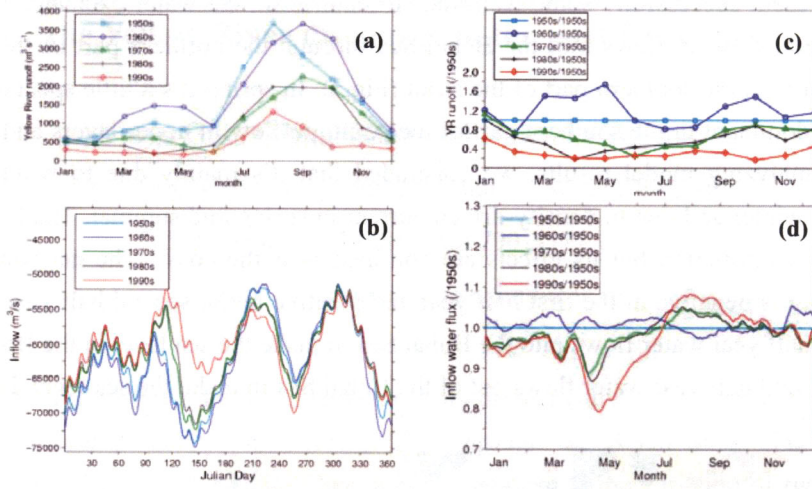 (a)
Yellow River runoff (m³ s⁻¹)
4000
3500
3000
2500
2000
1500
1000
500
0
1950s
1960s
1970s
1980s
1990s
Jan Mar May Jul Sep Nov
month
(c)
YR runoff (/1950s)
2.0
1.6
1.2
0.8
0.4
0
1950s/1950s
1960s/1950s
1970s/1950s
1980s/1950s
1990s/1950s
Jan Mar May Jul Sep Nov
month
(b)
Inflow (m³/s)
-45000
-50000
-55000
-60000
-65000
-70000
-75000
1950s
1960s
1970s
1980s
1990s
30 60 90 120 150 180 210 240 270 300 330 360
Julian Day
(d)
Inflow water flux (/1950s)
1.3
1.2
1.1
1.0
0.9
0.8
0.7
1950s/1950s
1960s/1950s
1970s/1950s
1980s/1950s
1990s/1950s
Jan Mar May Jul Sep Nov
Month